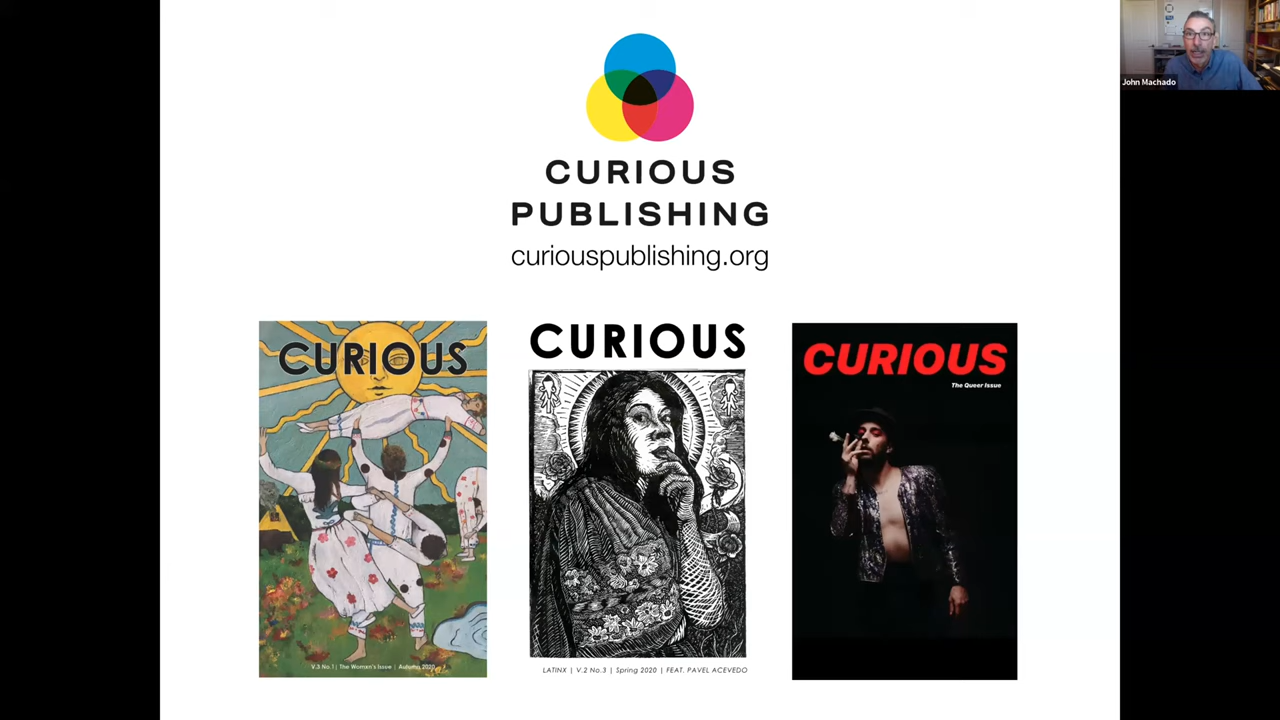 CURIOUS
PUBLISHING
curiouspublishing.org
John Machado
CURIOUS
V.3 No.1 | The Womxn's Issue | Autumn 2020
CURIOUS
LATINX | V.2 No.3 | Spring 2020 | FEAT. PAVEL ACEVEDO
CURIOUS
The Queer Issue